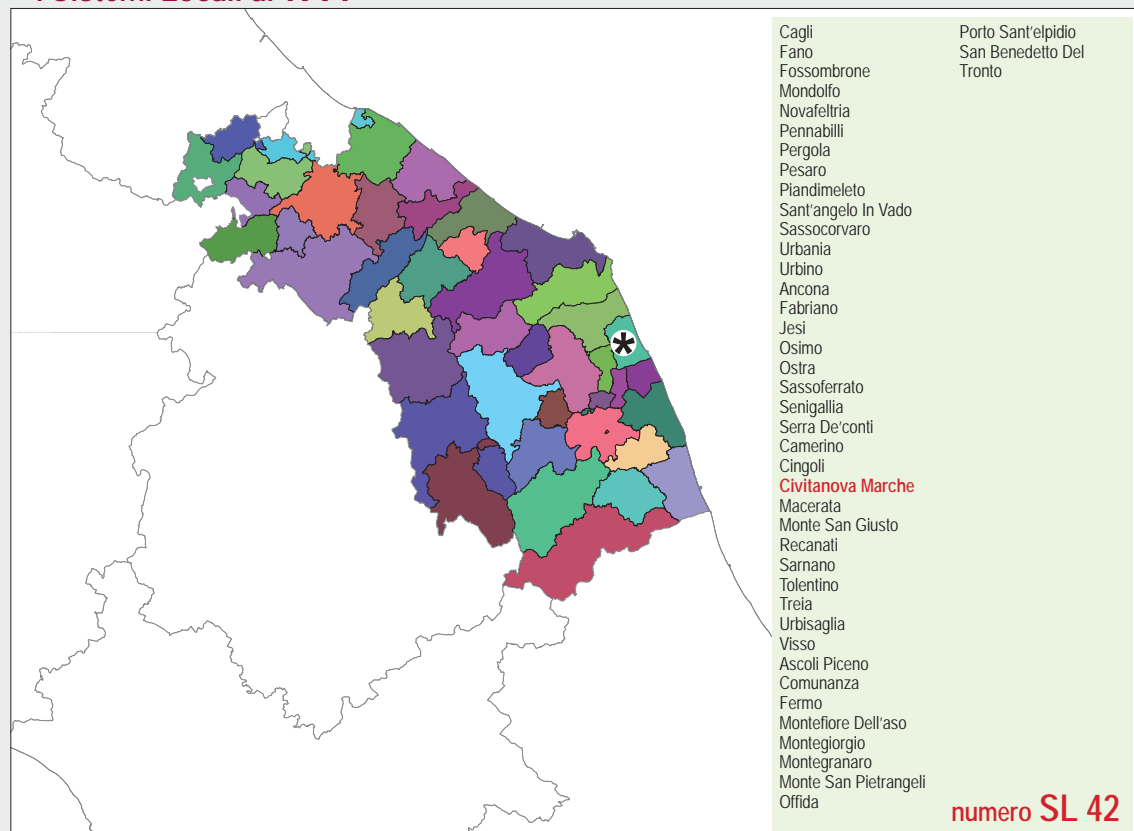 Cagli
Fano
Fossombrone
Mondolfo
Novafeltria
Pennabilli
Pergola
Pesaro
Piandimeleto
Sant'angelo In Vado
Sassocorvaro
Urbania
Urbino
Ancona
Fabriano
Jesi
Osimo
Ostra
Sassoferrato
Senigallia
Serra De'conti
Camerino
Cingoli
Civitanova Marche
Macerata
Monte San Giusto
Recanati
Sarnano
Tolentino
Treia
Urbisaglia
Visso
Ascoli Piceno
Comunanza
Fermo
Montefiore Dell'aso
Montegiorgio
Montegranaro
Monte San Pietrangeli
Offida
Porto Sant'elpidio
San Benedetto Del
Tronto
*
numero SL 42